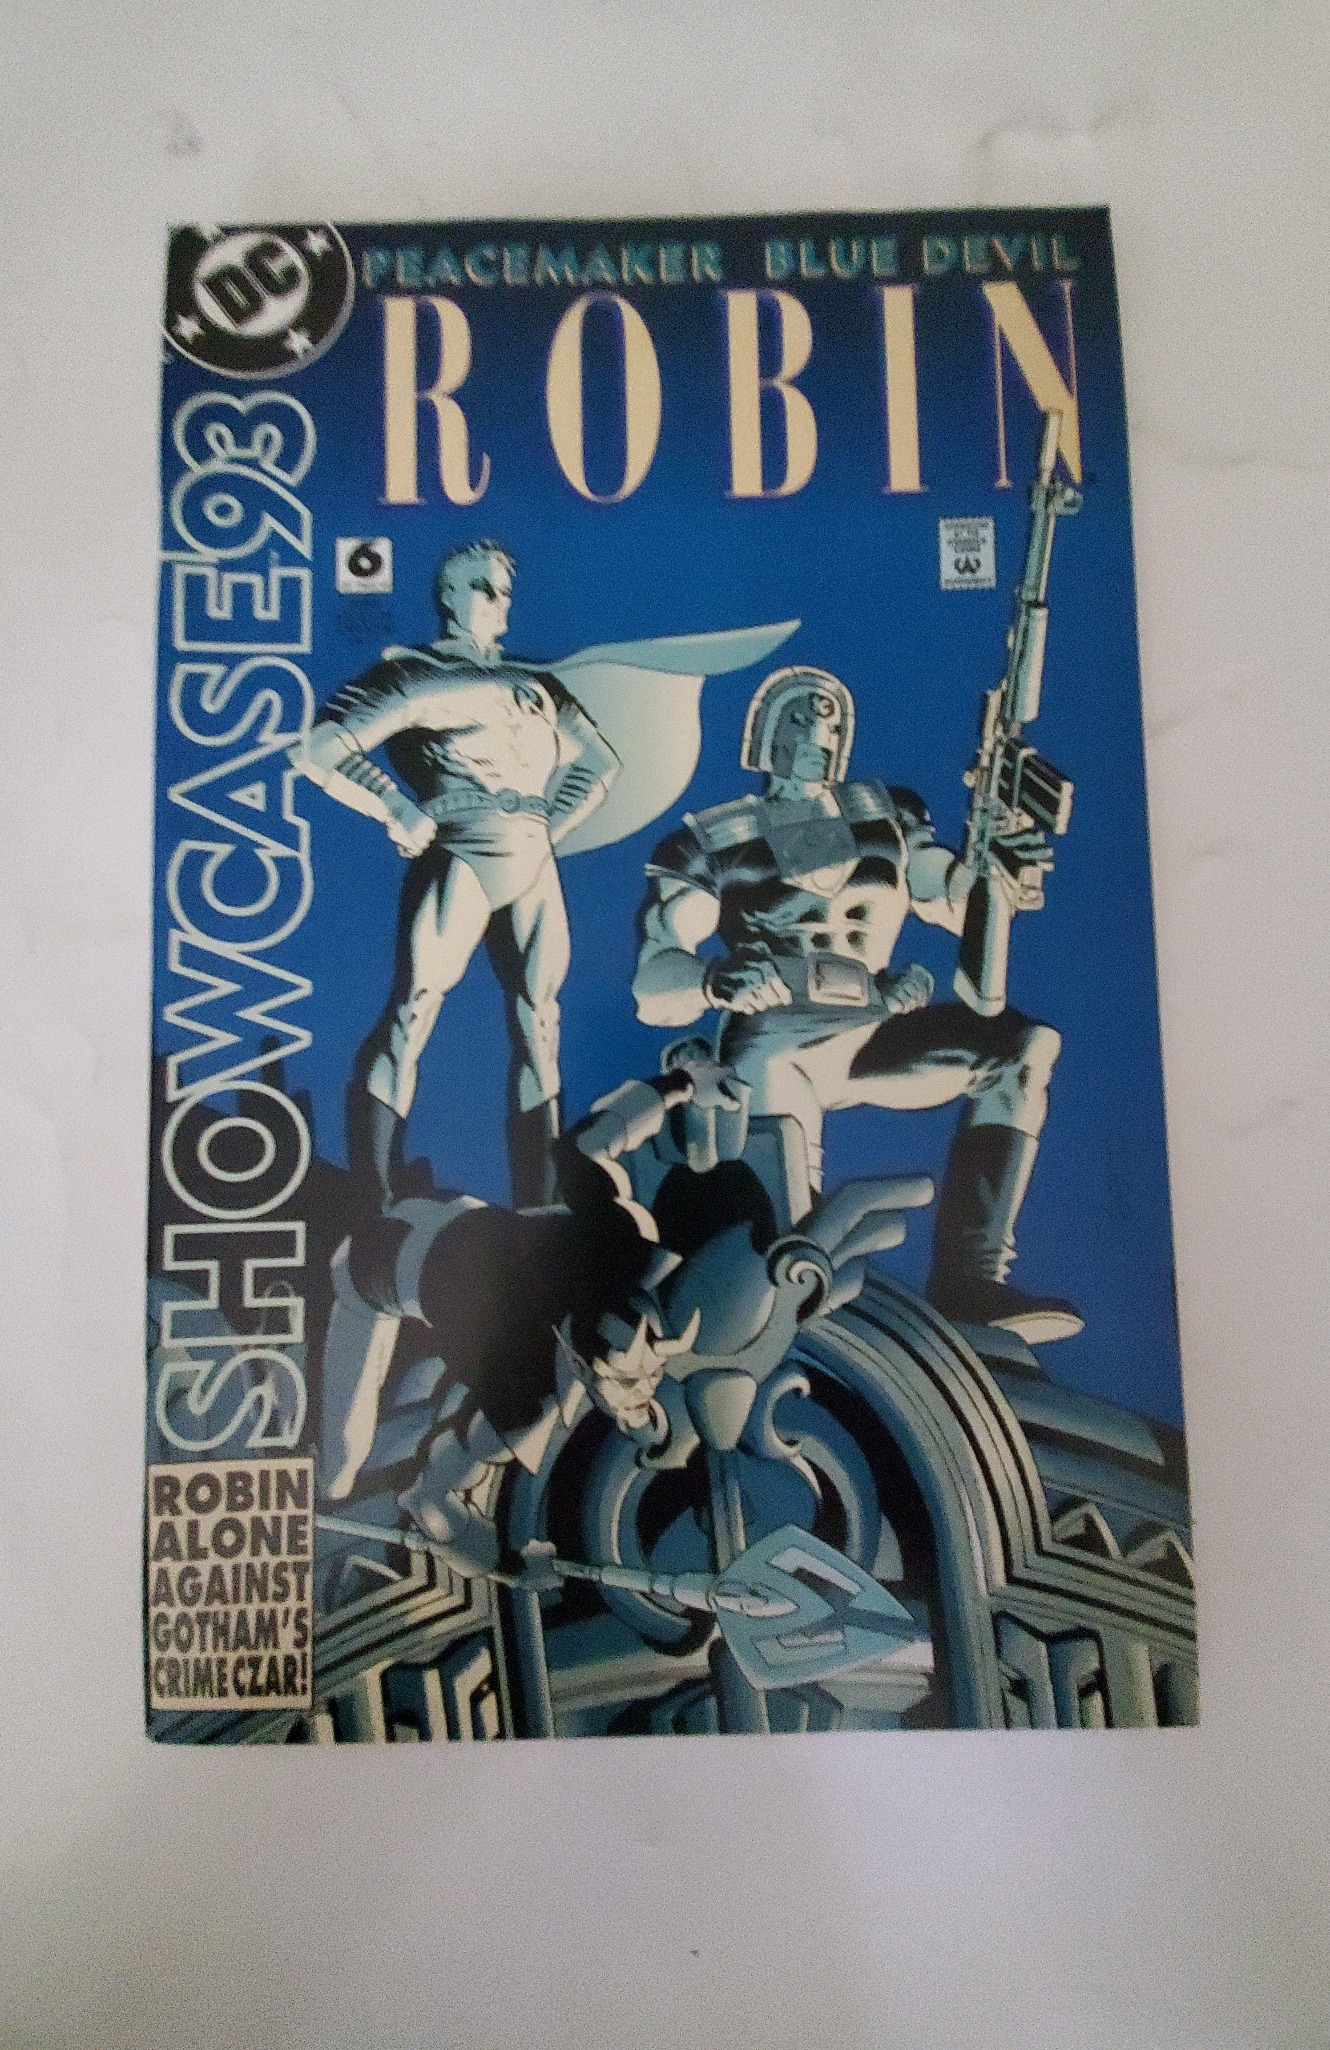 DC
PEACEMAKER BLUE DEVIL
ROBIN
SHOWCASE 93
6
ROBIN
ALONE
AGAINST
GOTHAM'S
CRIME CZAR!